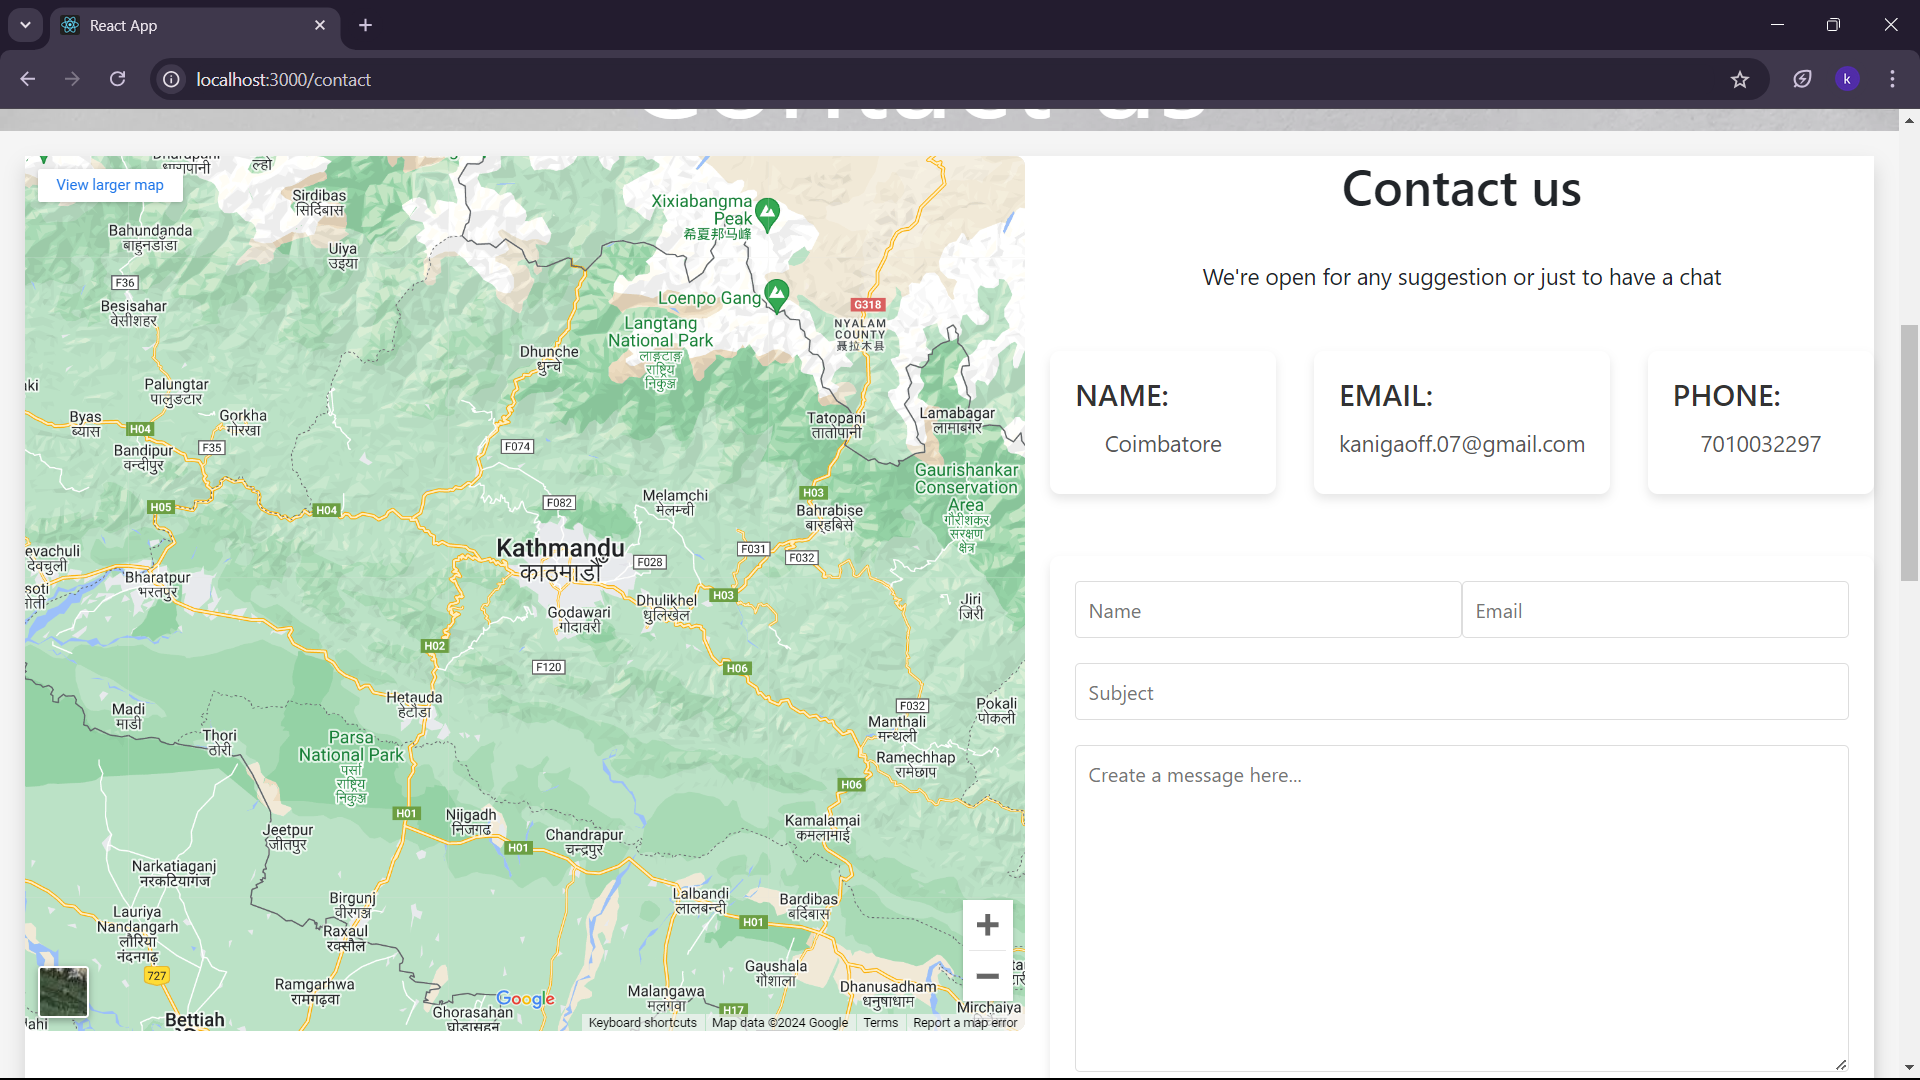 React App
localhost:3000/contact
k
Contact us
View larger map
ल्हो
Sirdibas
सिर्दिबास
Bahundanda
बाहुनडाँडा
Uiya
उइया
Xixiabangma
Peak
希夏邦马峰
F36
Besisahar
वेसीशहर
Loenpo Gang
G318
Langtang
National Park
लाङ्टाङ्ग
राष्ट्रिय
निकुञ्ज
NYALAM
COUNTY
聂拉木县
Dhunche
धुन्चे
Palungtar
पालुङटार
Byas
ब्यास
H04
Gorkha
गोरखा
Tatopani
तातोपानी
Lamabagar
लामाबगर
F35
Bandipur
वन्दीपुर
F074
Gaurishankar
Conservation
Area
गौरीशंकर
संरक्षण
क्षेत्र
H05
H04
F082
Melamchi
मेलम्ची
H03
Bahrabise
बाह्रबिसे
Kathmandu
काठमाडौँ
F028
F031
F032
evachuli
देवचुली
Bharatpur
भरतपुर
H03
Dhulikhel
धुलिखेल
Jiri
जिरी
Godawari
गोदावरी
H02
F120
H06
Hetauda
हेटौडा
F032
Pokali
पोकली
Madi
माडी
Thori
ठोरी
Manthali
मन्थली
Parsa
National Park
पर्सा
राष्ट्रिय
निकुञ्ज
Ramechhap
रामेछाप
H06
H01
Nijgadh
निजगढ
Kamalamai
कमलामाई
Jeetpur
जीतपुर
Chandrapur
चन्द्रपुर
H01
Narkatiaganj
नरकटियागंज
Birgunj
वीरगञ्ज
Lalbandi
लालबन्दी
Bardibas
बर्दिबास
Lauriya
Nandangarh
लौरिया
नंदनगढ़
H01
Raxaul
रक्सौल
727
Gaushala
गौशाला
Ramgarhwa
रामगढ़वा
Google
Malangawa
मलंगवा
Dhanusadham
धनुषाधाम
Ghorasahan
घोड़ासहन
H17
Mirchaiya
Bettiah
Keyboard shortcuts
Map data ©2024 Google
Terms
Report a map error
Contact us
We're open for any suggestion or just to have a chat
NAME:
Coimbatore
EMAIL:
kanigaoff.07@gmail.com
PHONE:
7010032297
Name
Email
Subject
Create a message here...